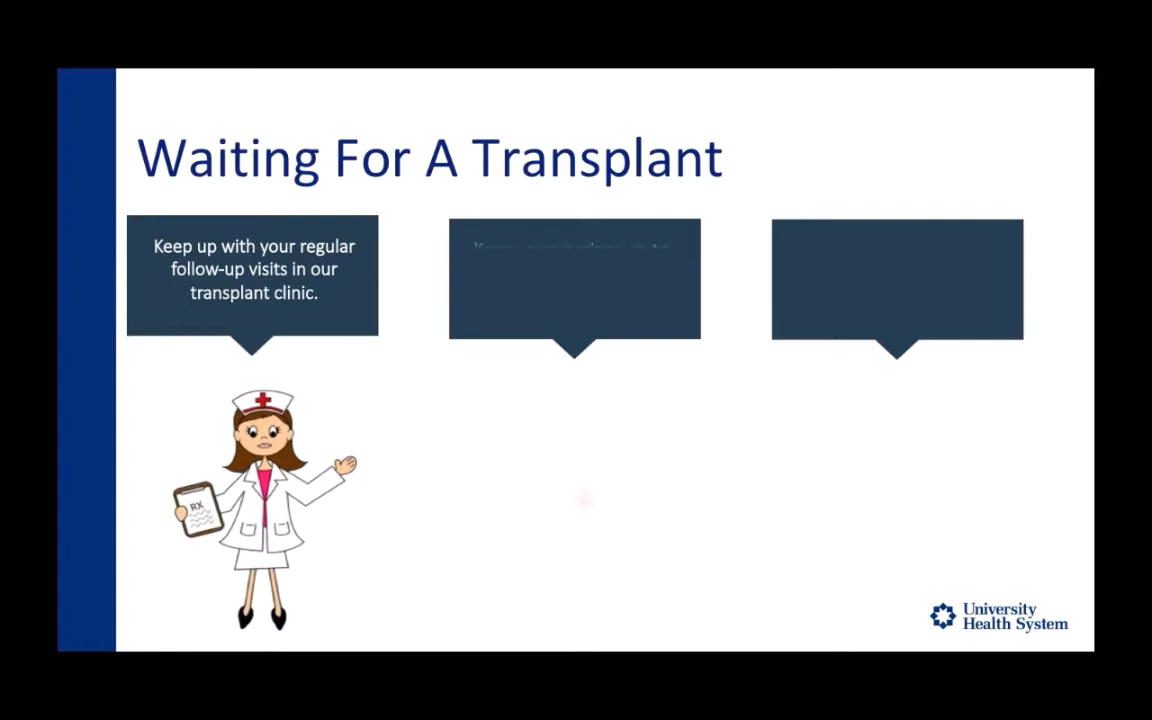 Waiting For A Transplant
Keep up with your regular
follow-up visits in our
transplant clinic.
RX
University
Health System